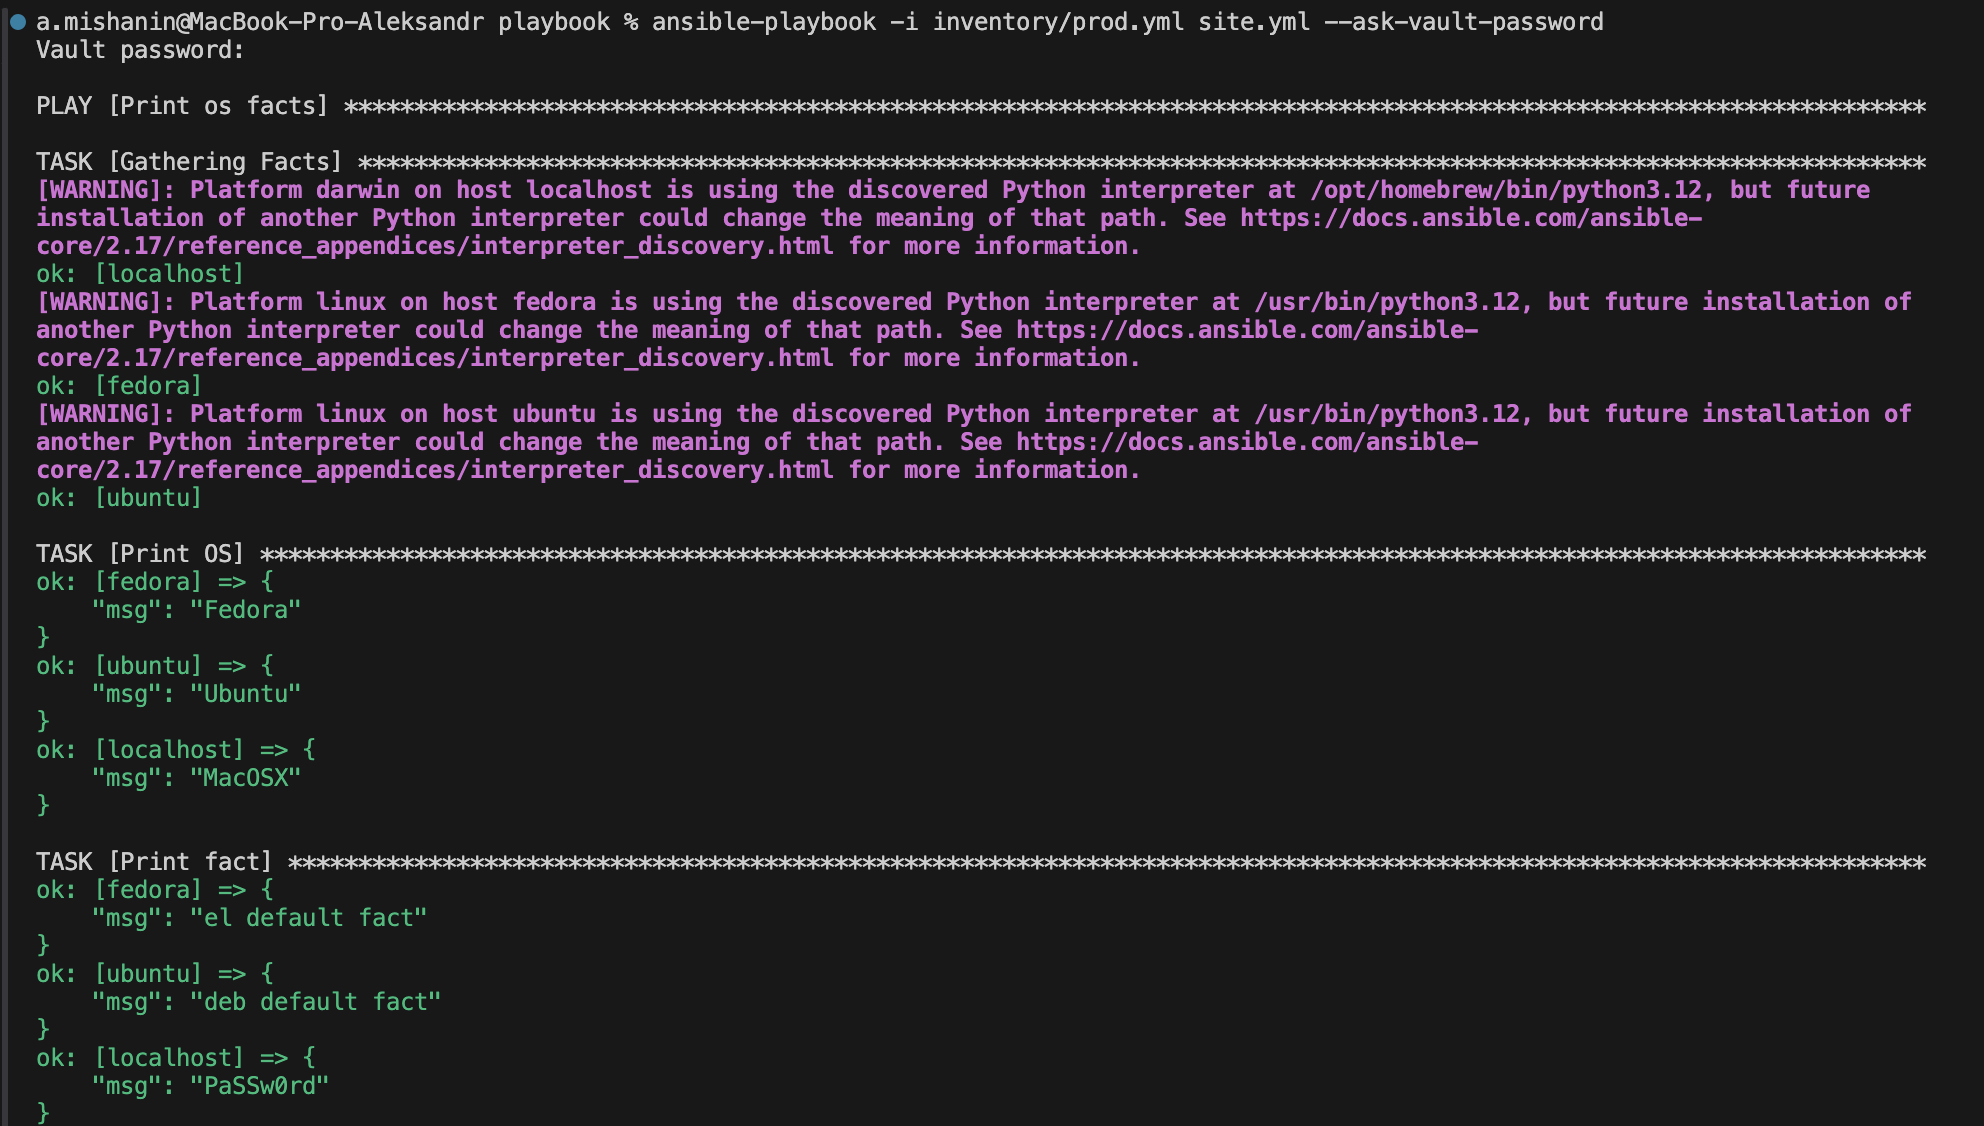 a.mishanin@MacBook-Pro-Aleksandr playbook % ansible-playbook -i inventory/prod.yml site.yml --ask-vault-password
Vault password:
PLAY [Print os facts] *****************************************************************************************************************
TASK [Gathering Facts] ****************************************************************************************************************
[WARNING]: Platform darwin on host localhost is using the discovered Python interpreter at /opt/homebrew/bin/python3.12, but future
installation of another Python interpreter could change the meaning of that path. See https://docs.ansible.com/ansible-
core/2.17/reference_appendices/interpreter_discovery.html for more information.
ok: [localhost]
[WARNING]: Platform linux on host fedora is using the discovered Python interpreter at /usr/bin/python3.12, but future installation of
another Python interpreter could change the meaning of that path. See https://docs.ansible.com/ansible-
core/2.17/reference_appendices/interpreter_discovery.html for more information.
ok: [fedora]
[WARNING]: Platform linux on host ubuntu is using the discovered Python interpreter at /usr/bin/python3.12, but future installation of
another Python interpreter could change the meaning of that path. See https://docs.ansible.com/ansible-
core/2.17/reference_appendices/interpreter_discovery.html for more information.
ok: [ubuntu]
TASK [Print OS] ***********************************************************************************************************************
ok: [fedora] => {
    "msg": "Fedora"
}
ok: [ubuntu] => {
    "msg": "Ubuntu"
}
ok: [localhost] => {
    "msg": "MacOSX"
}
TASK [Print fact] *********************************************************************************************************************
ok: [fedora] => {
    "msg": "el default fact"
}
ok: [ubuntu] => {
    "msg": "deb default fact"
}
ok: [localhost] => {
    "msg": "PaSSw0rd"
}